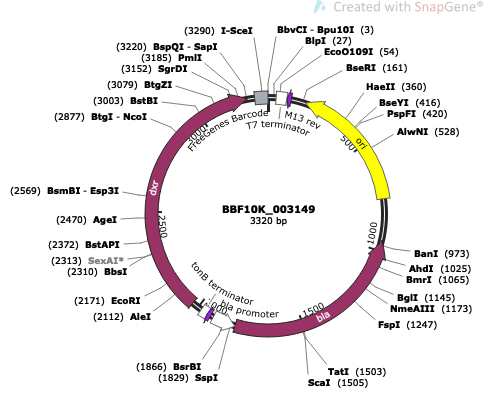 Created with SnapGene®
(3290) I-SceI
BbvCI - Bpu10I (3)
(3220) BspQI - SapI
BlpI (27)
(3185) PmlI
EcoO109I (54)
(3152) SgrDI
BseRI (161)
(3079) BtgZI
HaeII (360)
(3003) BstBI
BseYI (416)
PspFI (420)
(2877) BtgI - NcoI
AlwNI (528)
FreeGenes Barcode
T7 terminator
M13 rev
ori
500
3000
dxr
(2569) BsmBI - Esp3I
(2470) AgeI
2500
BBF10K_003149
3320 bp
1000
(2372) BstAPI
(2313) SexAI*
(2310) BbsI
BanI (973)
AhdI (1025)
BmrI (1065)
(2171) EcoRI
(2112) AleI
BglI (1145)
NmeAIII (1173)
FspI (1247)
tonB terminator
bla promoter
1500
bla
(1866) BsrBI
(1829) SspI
TatI (1503)
ScaI (1505)